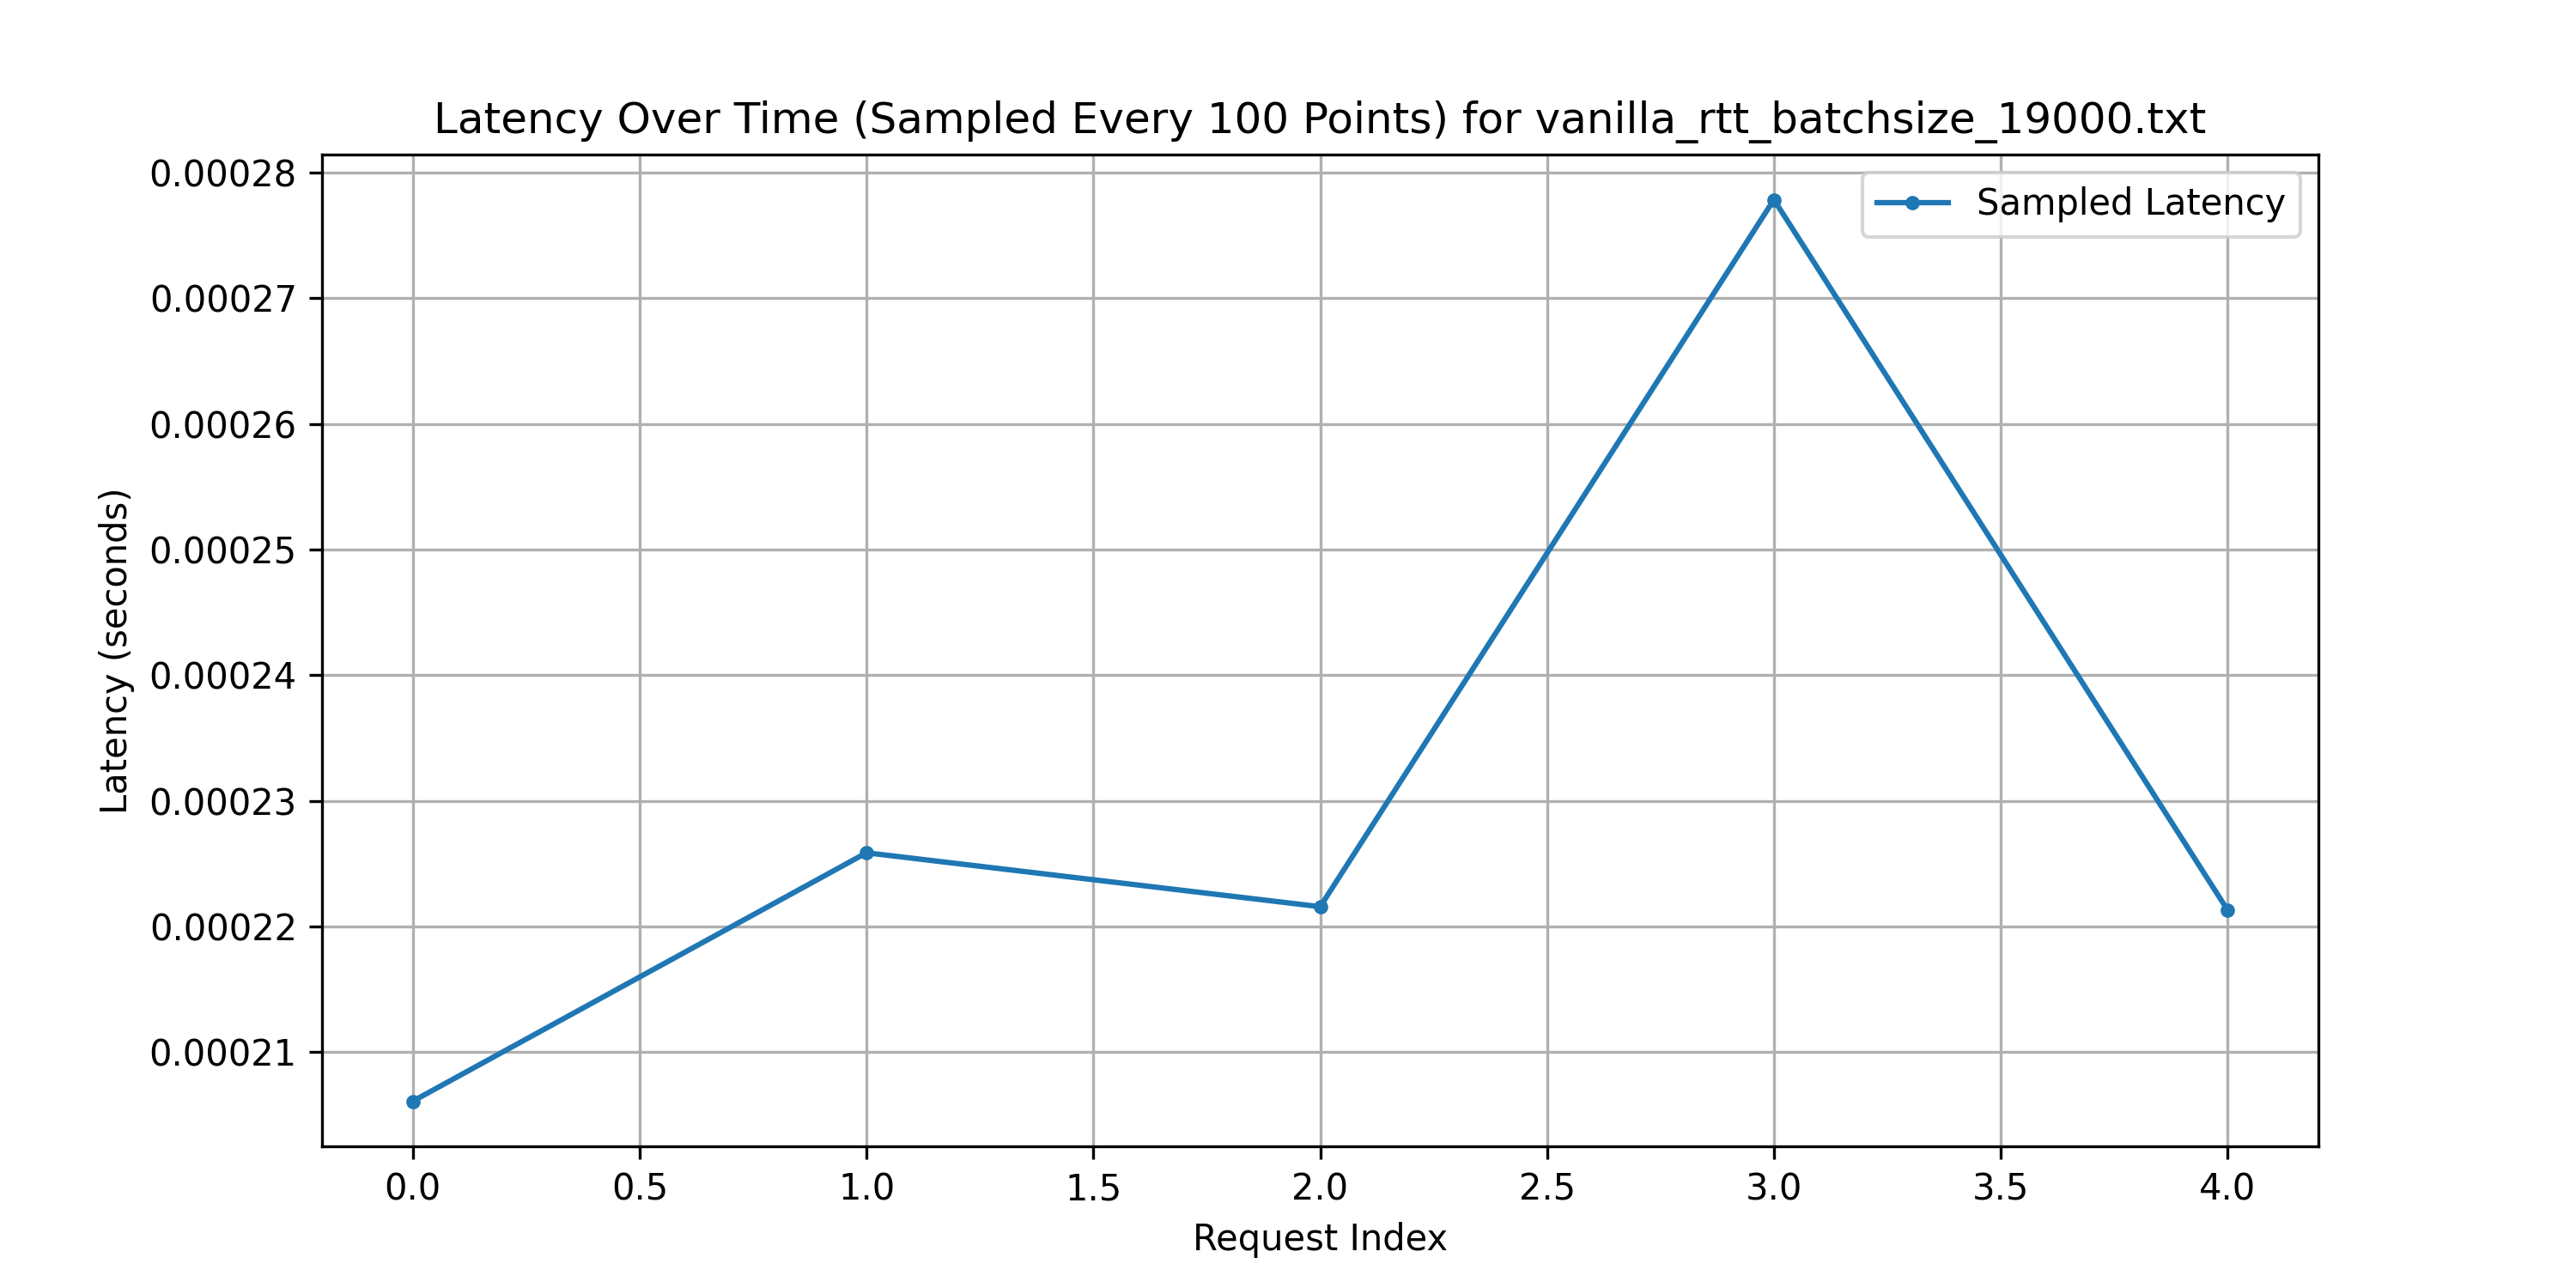 Latency Over Time (Sampled Every 100 Points) for vanilla_rtt_batchsize_19000.txt
Sampled Latency
Latency (seconds)
0.00028
0.00027
0.00026
0.00025
0.00024
0.00023
0.00022
0.00021
0.0 0.5 1.0 1.5 2.0 2.5 3.0 3.5 4.0
Request Index